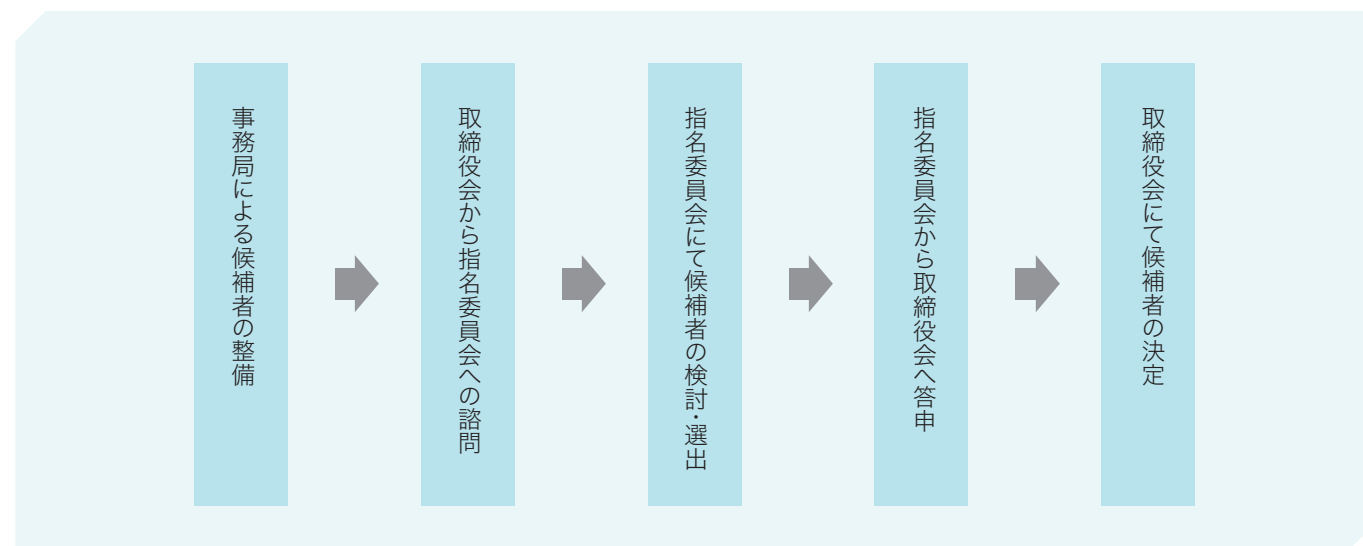 事務局による候補者の整備
取締役会から指名委員会への諮問
指名委員会にて候補者の検討・選出
指名委員会から取締役会へ答申
取締役会にて候補者の決定